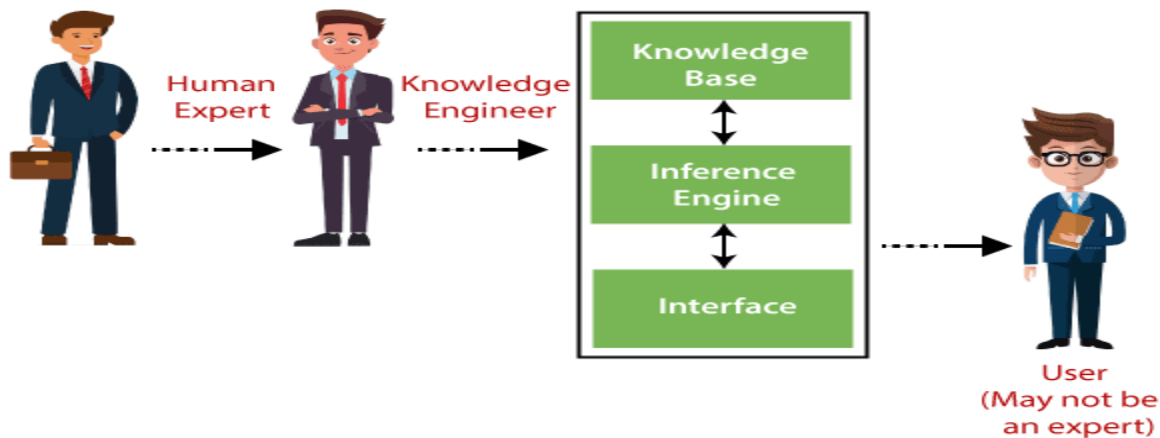 Human
Expert
Knowledge
Engineer
Knowledge
Base
Inference
Engine
Interface
User
(May not be
an expert)